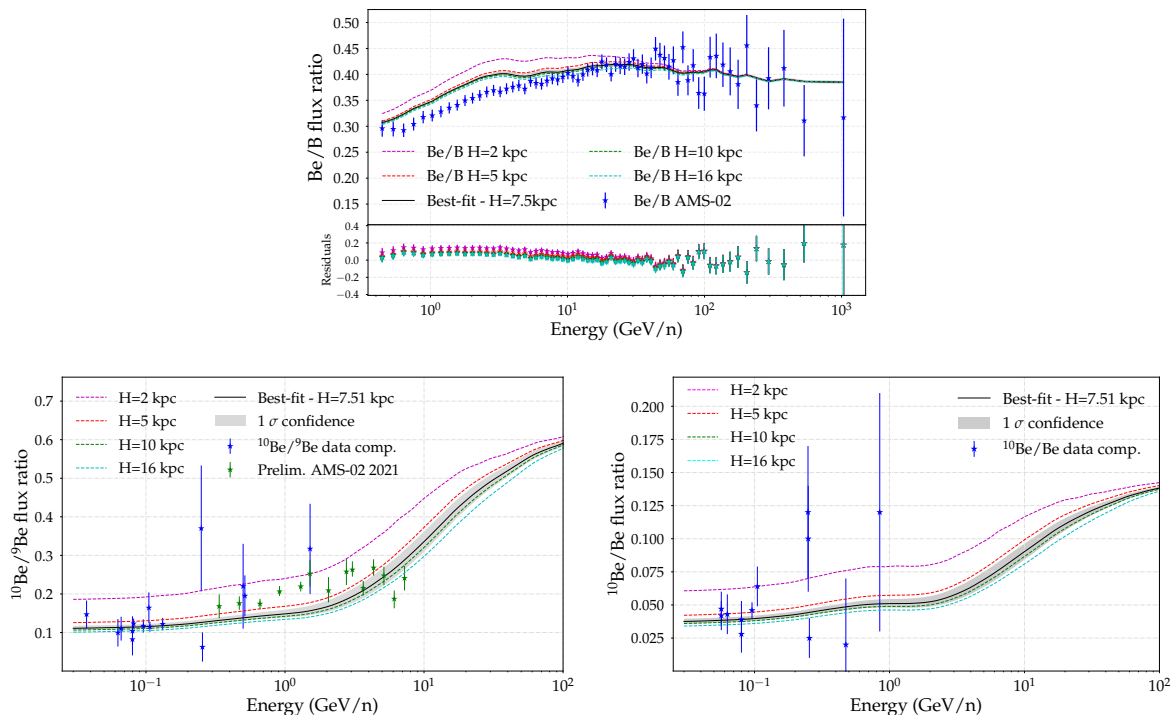 0.50
0.45
0.40
0.35
0.30
0.25
0.20
0.15
Be/B flux ratio
Be/B H=2 kpc
Be/B H=5 kpc
Best-fit - H=7.5kpc
Be/B H=10 kpc
Be/B H=16 kpc
Be/B AMS-02
0.4
0.2
0.0
−0.2
−0.4
Residuals
10⁰ 10¹ 10² 10³
Energy (GeV/n)
0.7
0.6
0.5
0.4
0.3
0.2
0.1
¹⁰Be/⁹Be flux ratio
H=2 kpc
H=5 kpc
H=10 kpc
H=16 kpc
Best-fit - H=7.51 kpc
1 σ confidence
¹⁰Be/⁹Be data comp.
Prelim. AMS-02 2021
10⁻¹ 10⁰ 10¹ 10²
Energy (GeV/n)
0.200
0.175
0.150
0.125
0.100
0.075
0.050
0.025
¹⁰Be/Be flux ratio
H=2 kpc
H=5 kpc
H=10 kpc
H=16 kpc
Best-fit - H=7.51 kpc
1 σ confidence
¹⁰Be/Be data comp.
10⁻¹ 10⁰ 10¹ 10²
Energy (GeV/n)